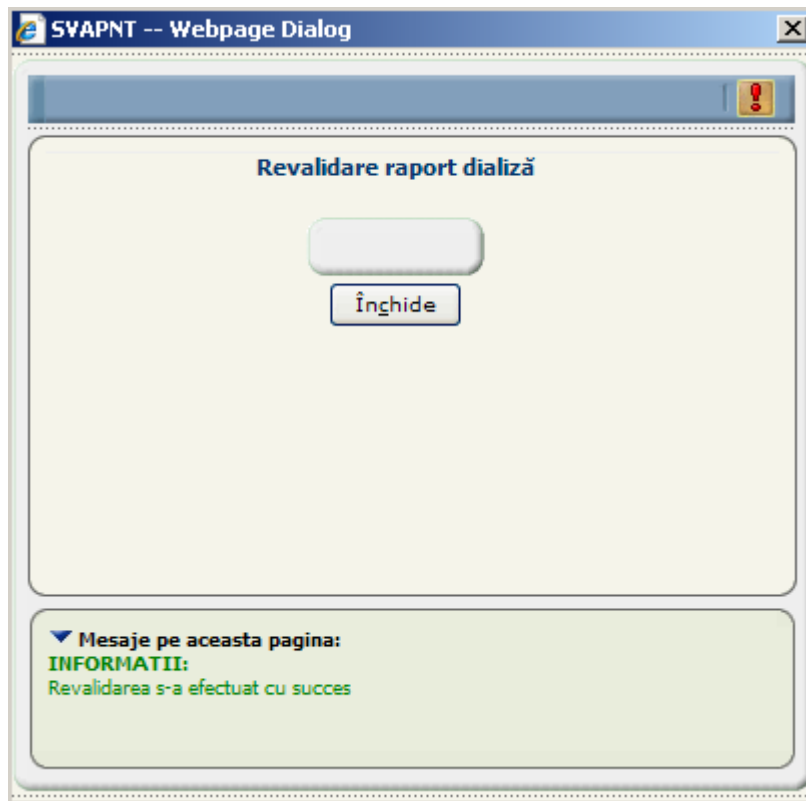 SVAPNT -- Webpage Dialog
Revalidare raport dializă
Închide
Mesaje pe aceasta pagina:
INFORMATII:
Revalidarea s-a efectuat cu succes